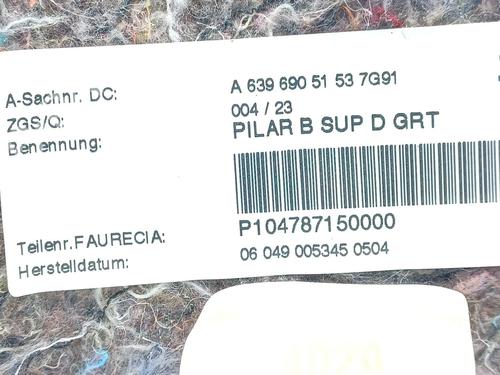 A-Sachnr. DC: A 639 690 51 53 7G91
ZGS/Q: 004 / 23
Benennung: PILAR B SUP D GRT
P104787150000
Teilenr.FAURECIA:
Herstelldatum: 06 049 005345 0504